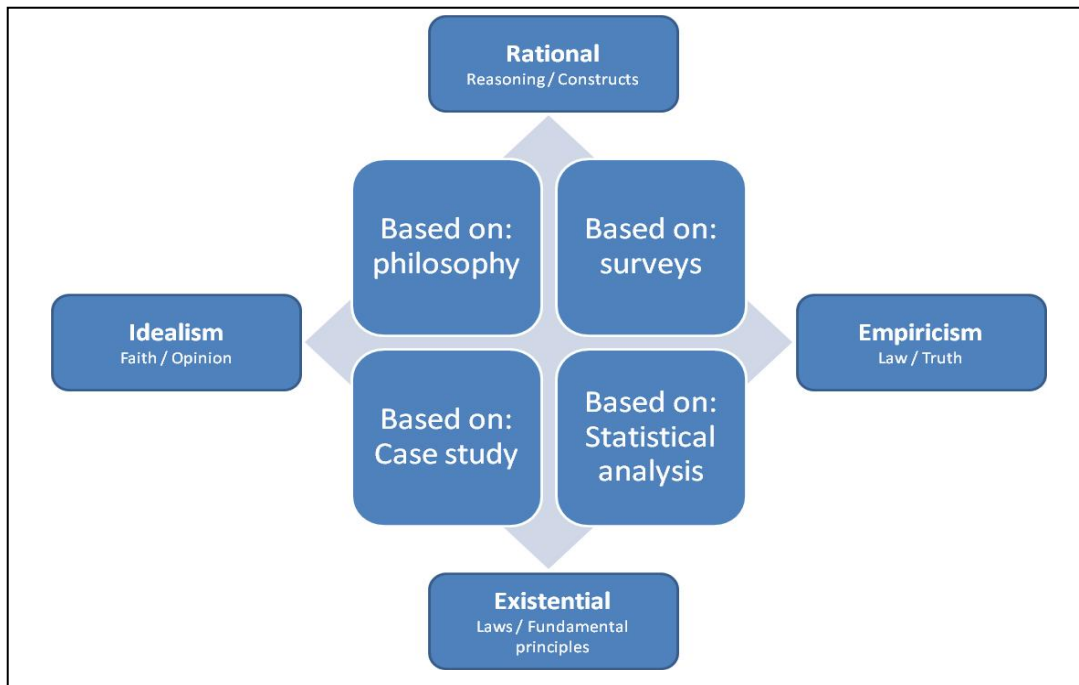 Rational
Reasoning / Constructs
Based on:
philosophy
Based on:
surveys
Idealism
Faith / Opinion
Empiricism
Law / Truth
Based on:
Case study
Based on:
Statistical
analysis
Existential
Laws / Fundamental
principles